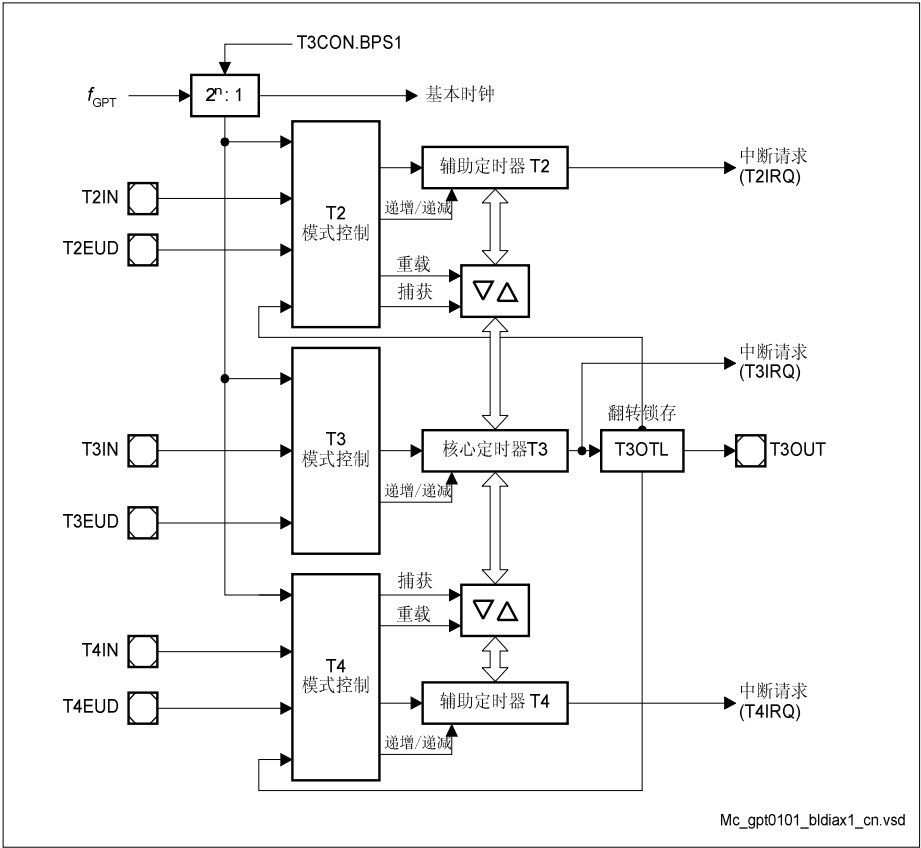 T3CON.BPS1
fGPT
2ⁿ: 1
基本时钟
T2IN
T2EUD
T2
模式控制
辅助定时器 T2
递增/递减
重载
捕获
中断请求
(T2IRQ)
中断请求
(T3IRQ)
T3IN
T3EUD
T3
模式控制
核心定时器T3
递增/递减
翻转锁存
T3OTL
T3OUT
T4IN
T4EUD
T4
模式控制
捕获
重载
辅助定时器 T4
递增/递减
中断请求
(T4IRQ)
Mc_gpt0101_bldiax1_cn.vsd